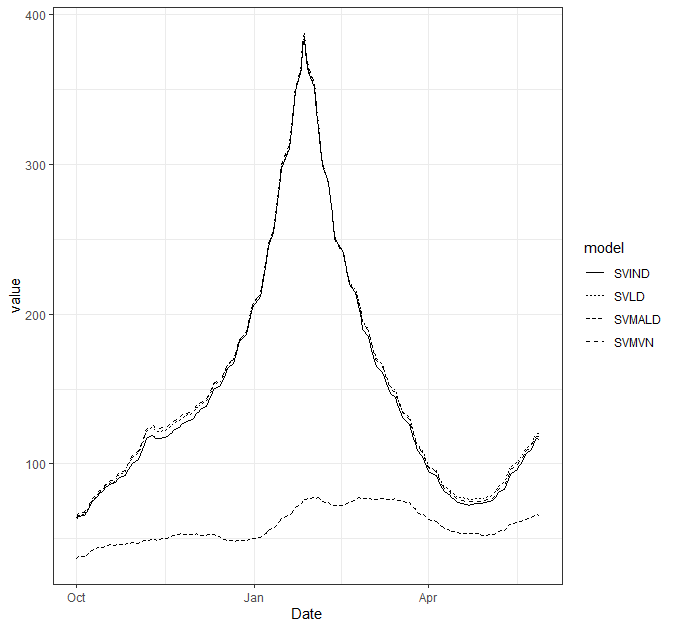 400
300
200
100
value
Oct
Jan
Apr
Date
model
SVIND
SVLD
SVMALD
SVMVN